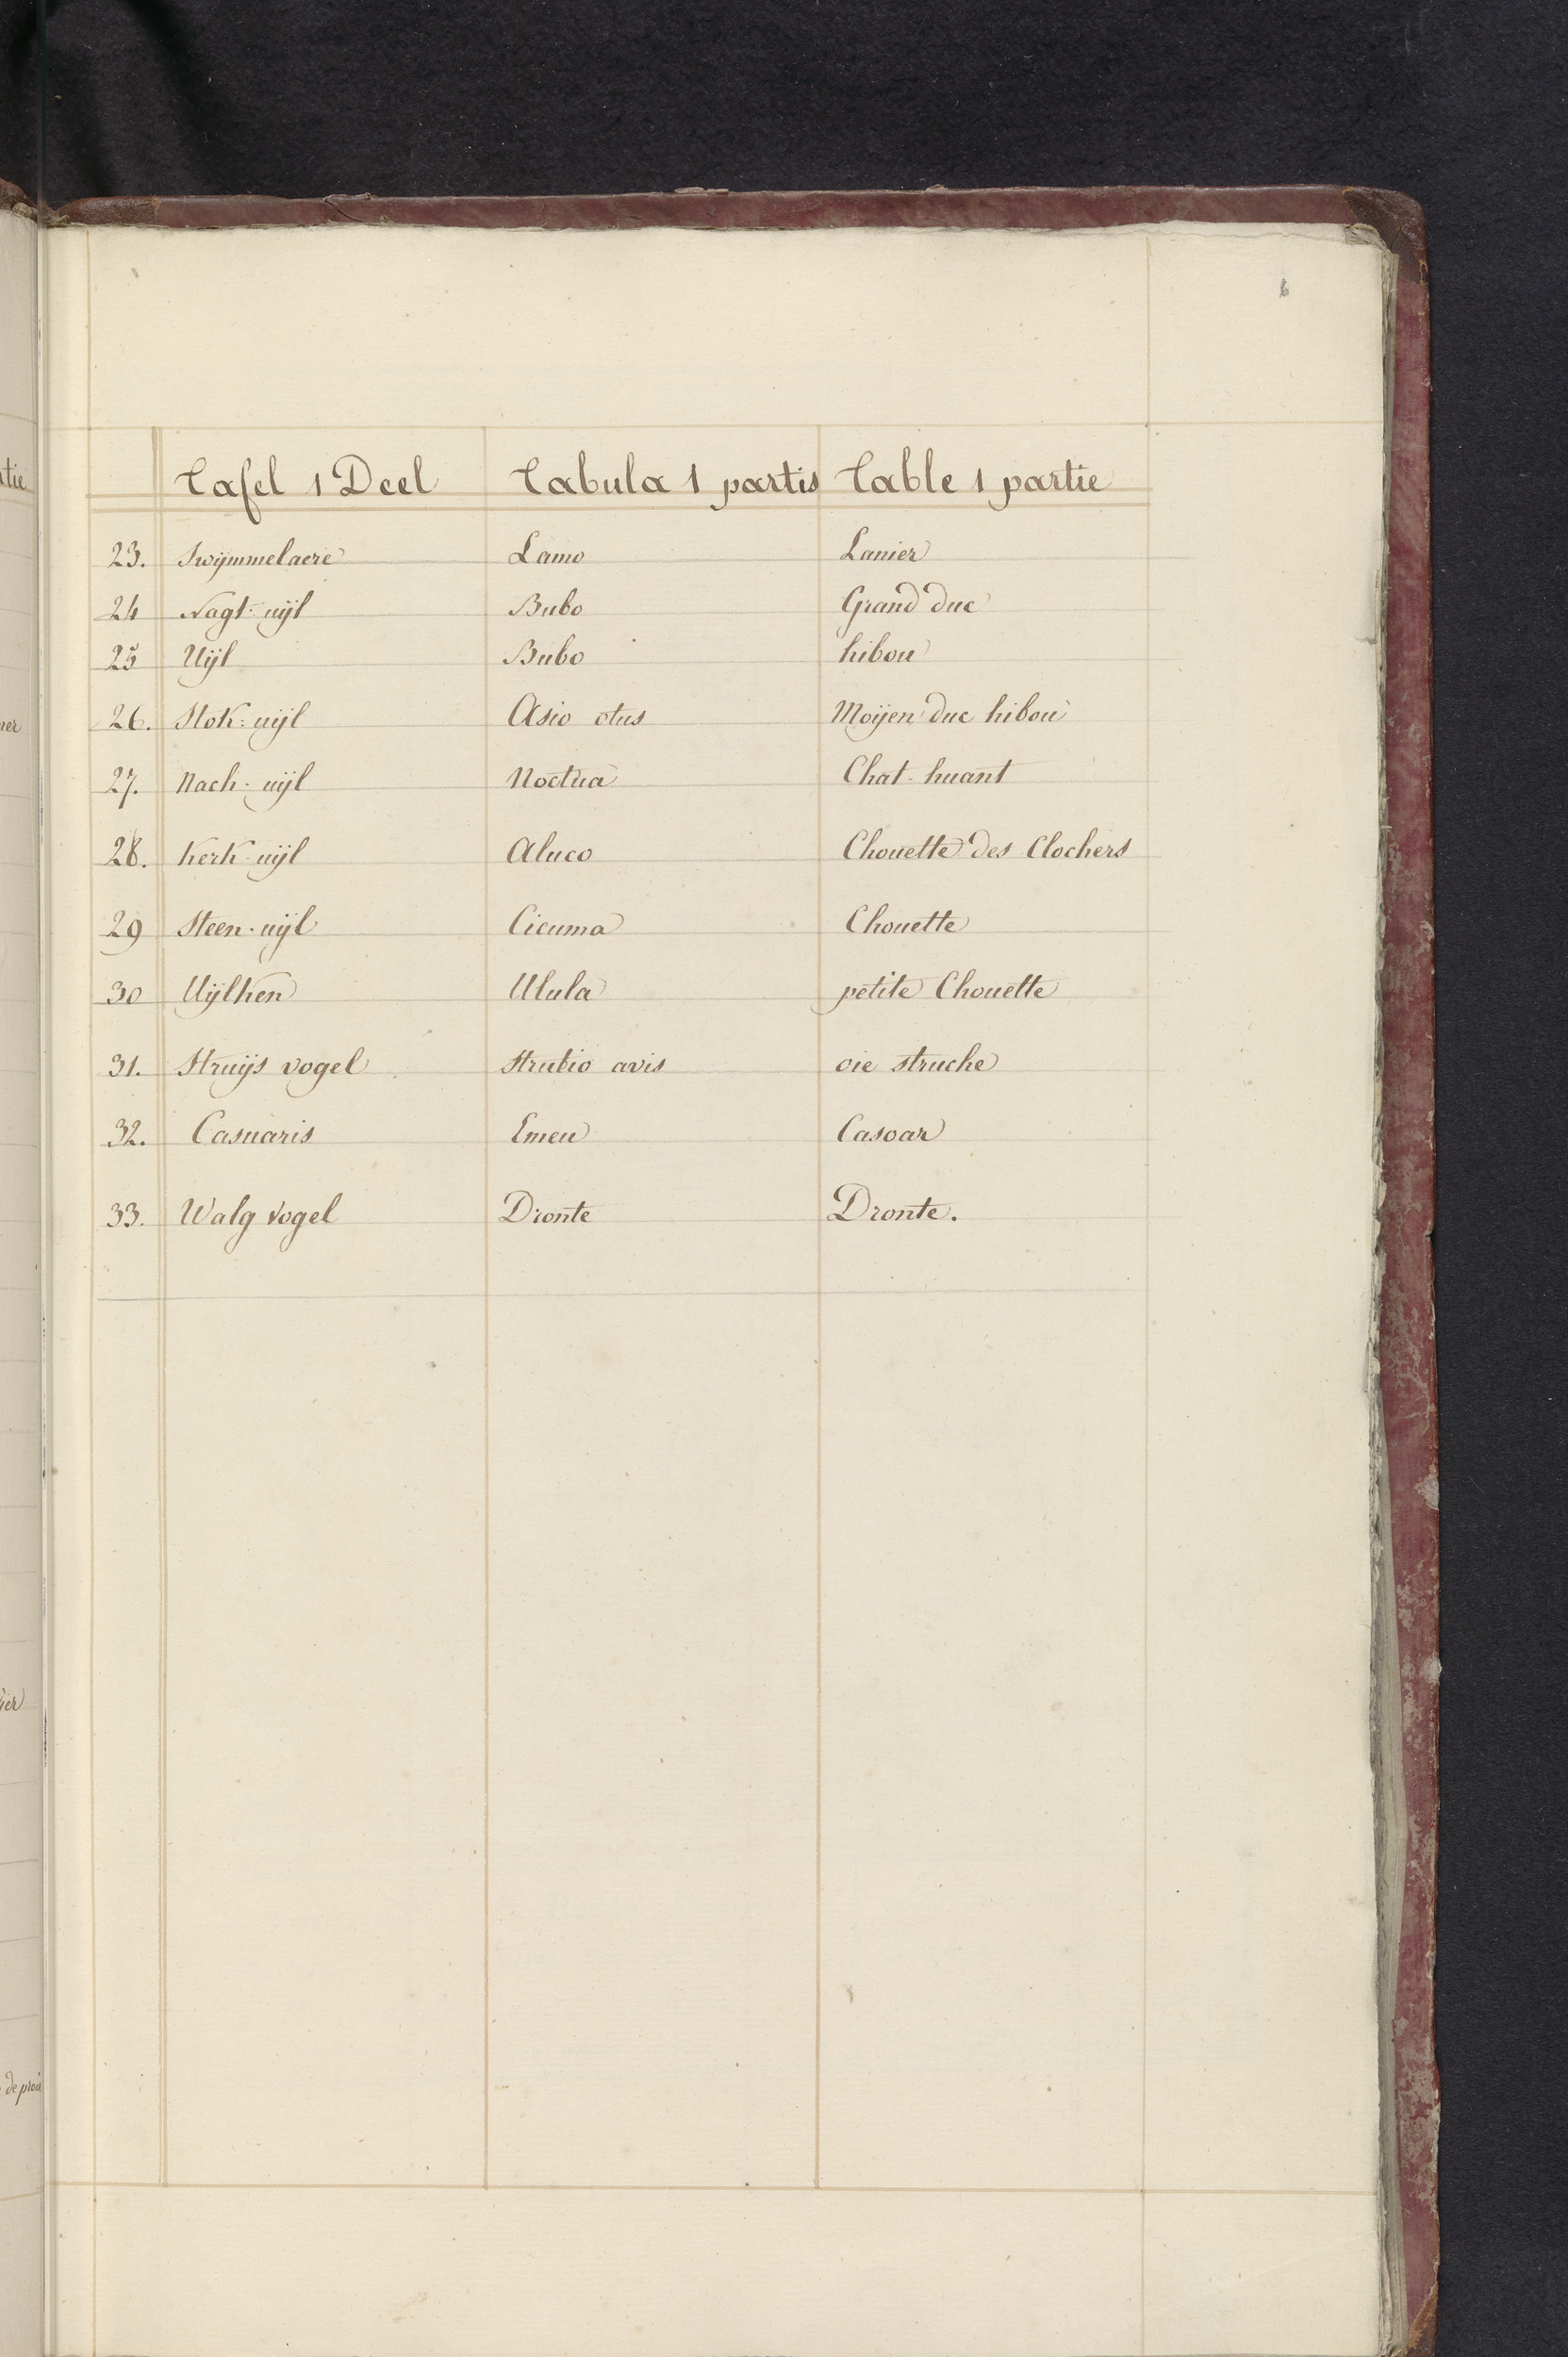 6
Tafel 1 Deel Tabula 1 partis Table 1 partie
23. Swijmmelaere Lamo Lanier
24 Nagt-uijl Bubo Grand duc
25 Uijl Bubo hibou
26. Stok-uijl Asio otus Moijen duc hibou
27. Nach-uijl Noctua Chat-huant
28. Kerk-uijl Aluco Chouette des Clochers
29 Steen-uijl Cicuma Chouette
30 Uijlken Ulula petite Chouette
31. Struijs vogel Strutio avis oie struche
32. Casuaris Emeu Casoar
33. Walg vogel Dronte Dronte.